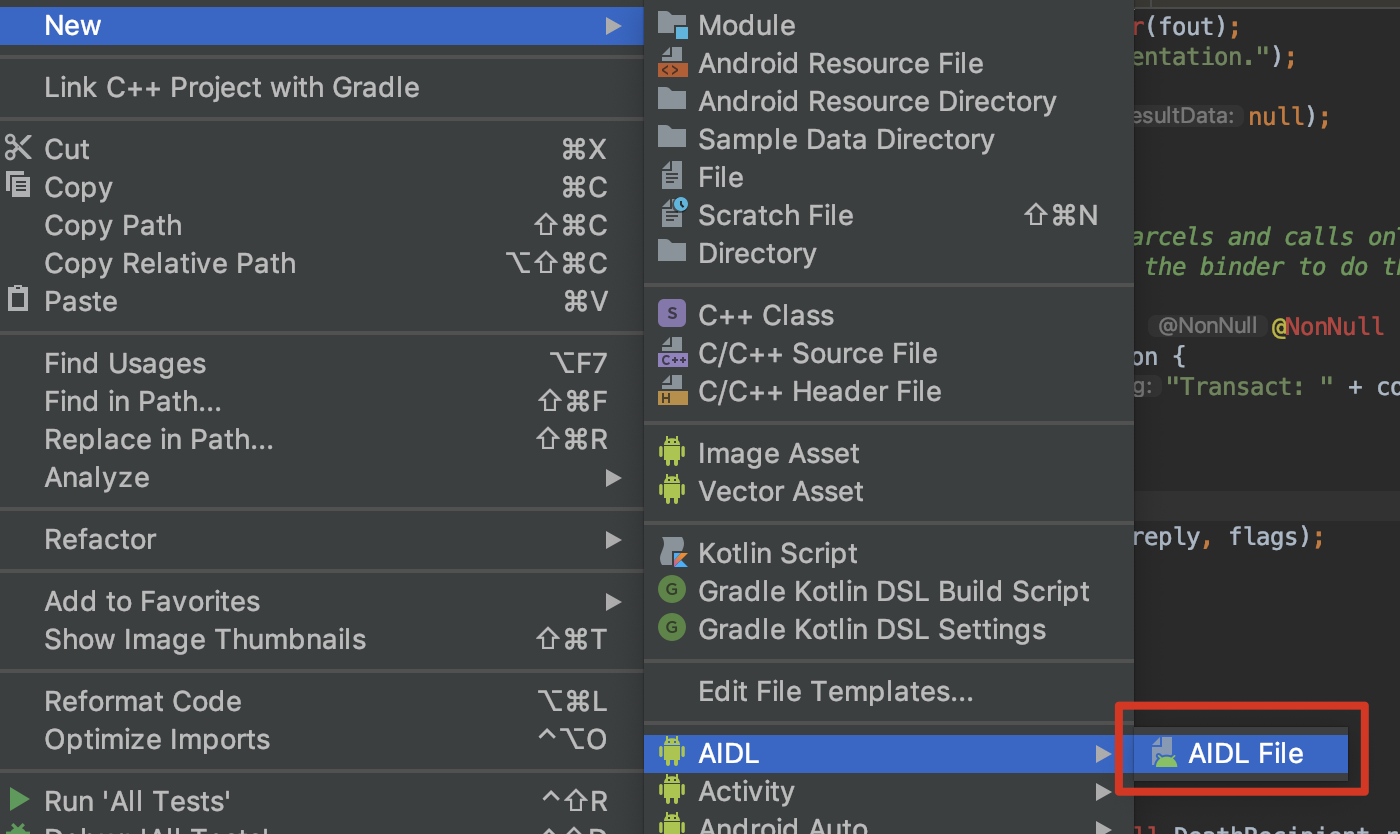 New
Link C++ Project with Gradle
Cut ⌘X
Copy ⌘C
Copy Path ⇧⌘C
Copy Relative Path ⌥⇧⌘C
Paste ⌘V
Find Usages ⌥F7
Find in Path... ⇧⌘F
Replace in Path... ⇧⌘R
Analyze
Refactor
Add to Favorites
Show Image Thumbnails ⇧⌘T
Reformat Code ⌥⌘L
Optimize Imports ^⌥O
Run 'All Tests' ^⇧R
Debug 'All Tests' ^⇧D
Module
Android Resource File
Android Resource Directory
Sample Data Directory
File
Scratch File ⇧⌘N
Directory
S C++ Class
C++ C/C++ Source File
H C/C++ Header File
Image Asset
Vector Asset
Kotlin Script
G Gradle Kotlin DSL Build Script
G Gradle Kotlin DSL Settings
Edit File Templates...
AIDL
Activity
Android Auto
AIDL File
r(fout);
entation.");
esultData: null);
arcels and calls onT
the binder to do th
@NonNull @NonNull
on {
g: "Transact: " + co
reply, flags);
ll DeathRecipient r